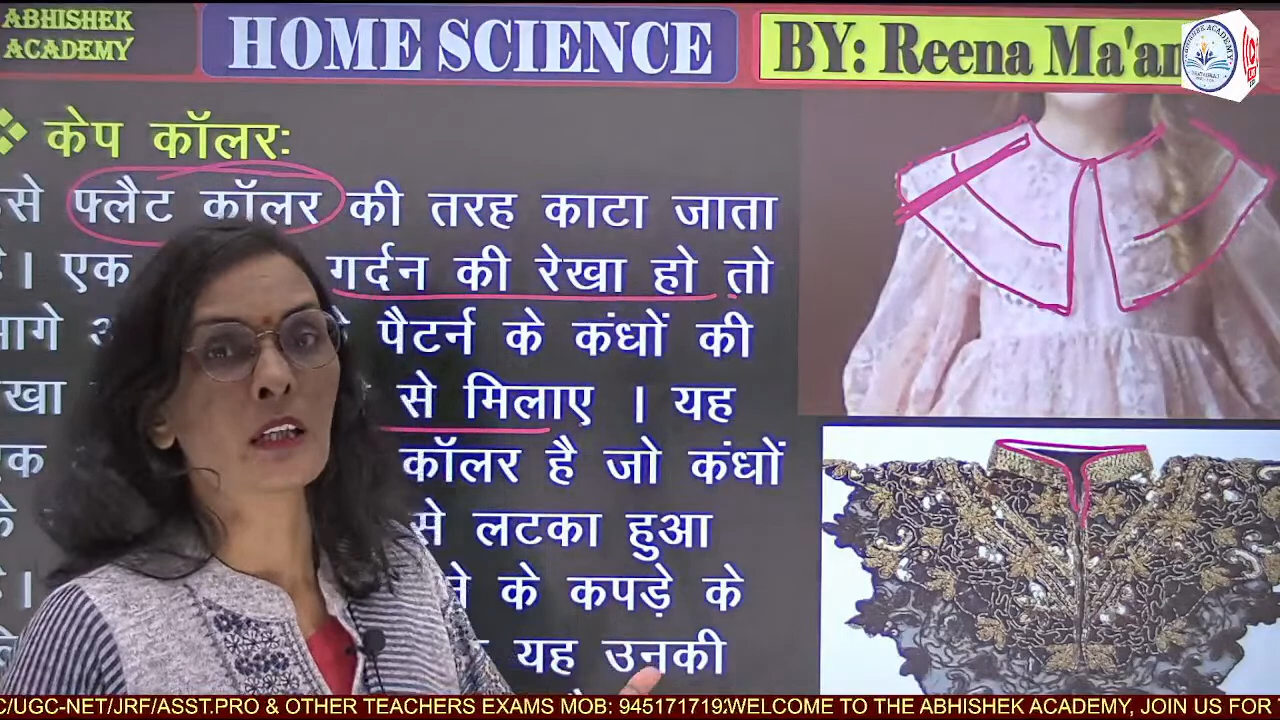 ABHISHEK
ACADEMY
HOME SCIENCE
BY: Reena Ma'am
केप कॉलर:
फ्लैट कॉलर की तरह काटा जाता
एक गर्दन की रेखा हो तो
पैटर्न के कंधों की
से मिलाए । यह
कॉलर है जो कंधों
से लटका हुआ
के कपड़े के
यह उनकी
/UGC-NET/JRF/ASST.PRO & OTHER TEACHERS EXAMS MOB: 945171719 WELCOME TO THE ABHISHEK ACADEMY, JOIN US FOR